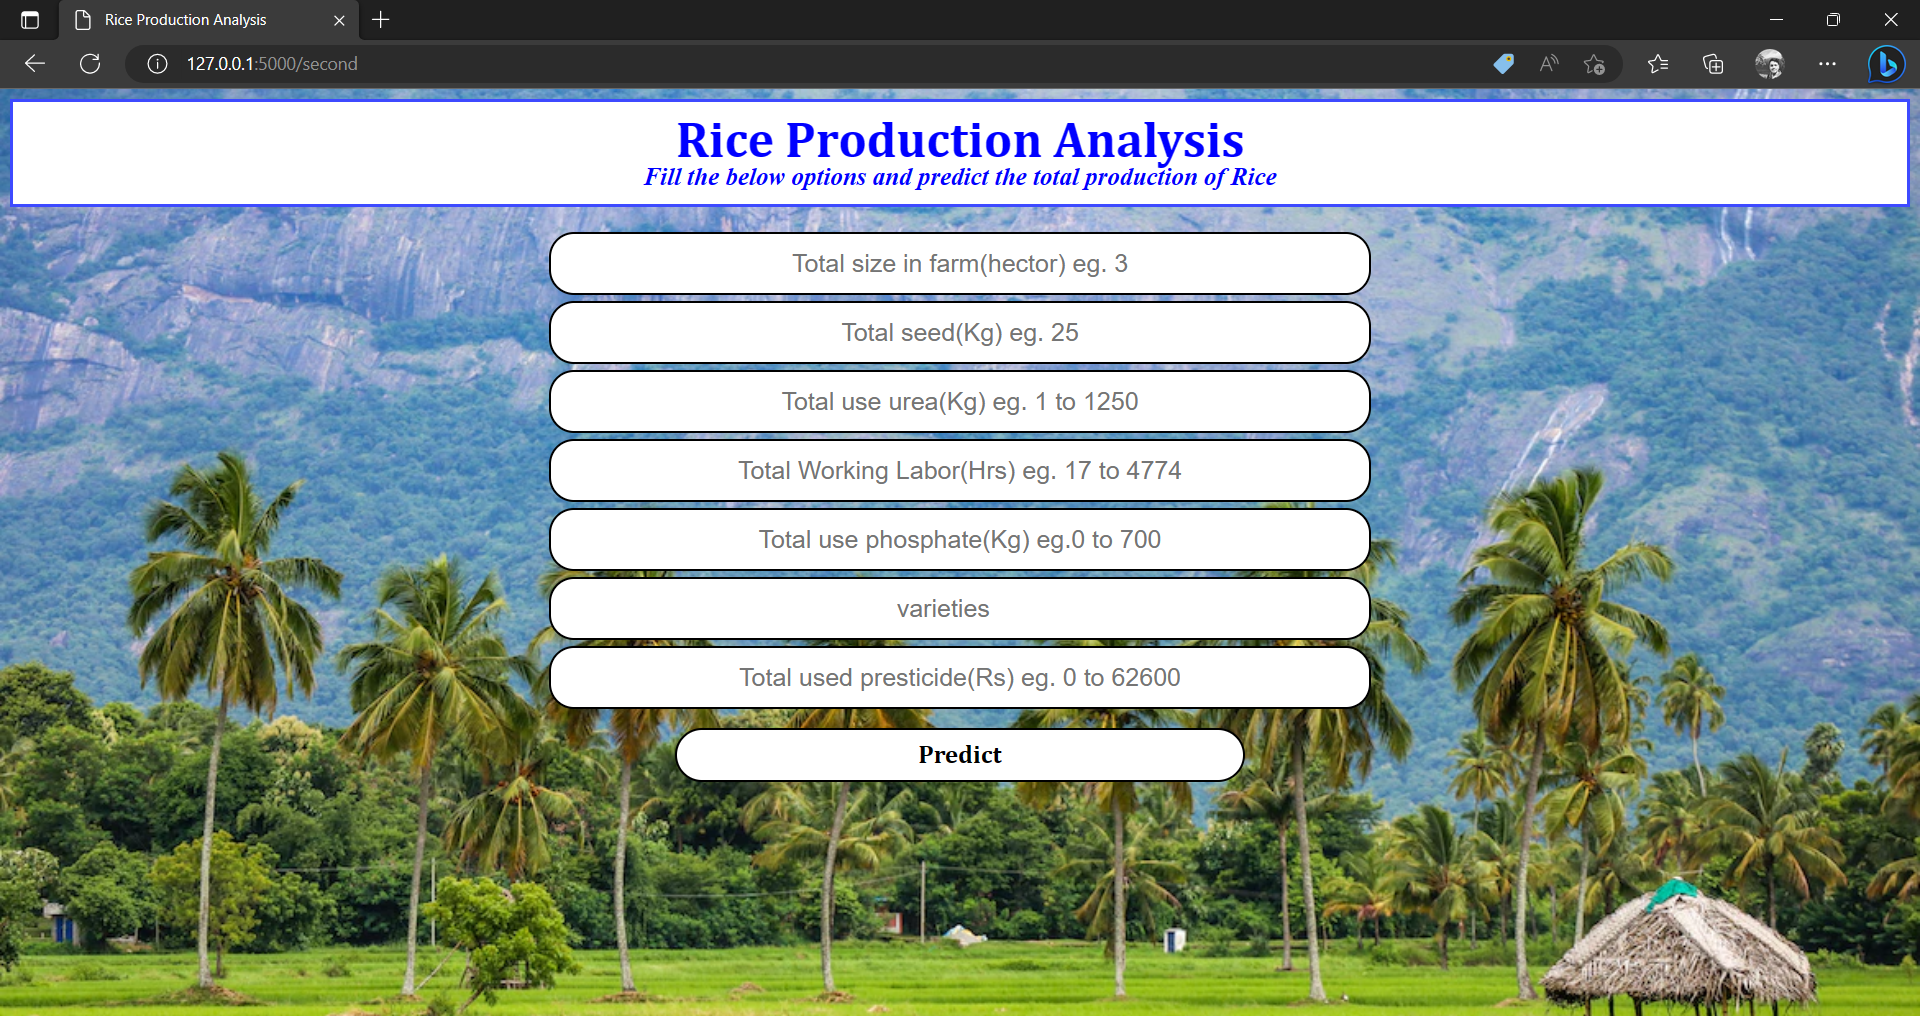 Rice Production Analysis
127.0.0.1:5000/second
Rice Production Analysis
Fill the below options and predict the total production of Rice
Total size in farm(hector) eg. 3
Total seed(Kg) eg. 25
Total use urea(Kg) eg. 1 to 1250
Total Working Labor(Hrs) eg. 17 to 4774
Total use phosphate(Kg) eg.0 to 700
varieties
Total used presticide(Rs) eg. 0 to 62600
Predict